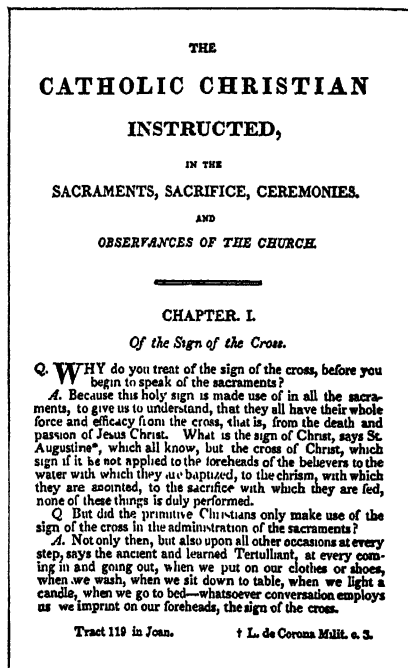 THE
CATHOLIC CHRISTIAN
INSTRUCTED,
IN THE
SACRAMENTS, SACRIFICE, CEREMONIES.
AND
OBSERVANCES OF THE CHURCH.
CHAPTER. I.
Of the Sign of the Cross.
Q. WHY do you treat of the sign of the cross, before you
begin to speak of the sacraments?
A. Because this holy sign is made use of in all the sacra-
ments, to give us to understand, that they all have their whole
force and efficacy from the cross, that is, from the death and
passion of Jesus Christ. What is the sign of Christ, says St.
Augustine*, which all know, but the cross of Christ, which
sign if it be not applied to the foreheads of the believers to the
water with which they are baptized, to the chrism, with which
they are anointed, to the sacrifice with which they are fed,
none of these things is duly performed.
Q But did the primitive Christians only make use of the
sign of the cross in the administration of the sacraments?
A. Not only then, but also upon all other occasions at every
step, says the ancient and learned Tertullian†, at every com-
ing in and going out, when we put on our clothes or shoes,
when we wash, when we sit down to table, when we light a
candle, when we go to bed—whatsoever conversation employs
us we imprint on our foreheads, the sign of the cross.
Tract 119 in Joan. † L. de Corona Milit. c. 3.